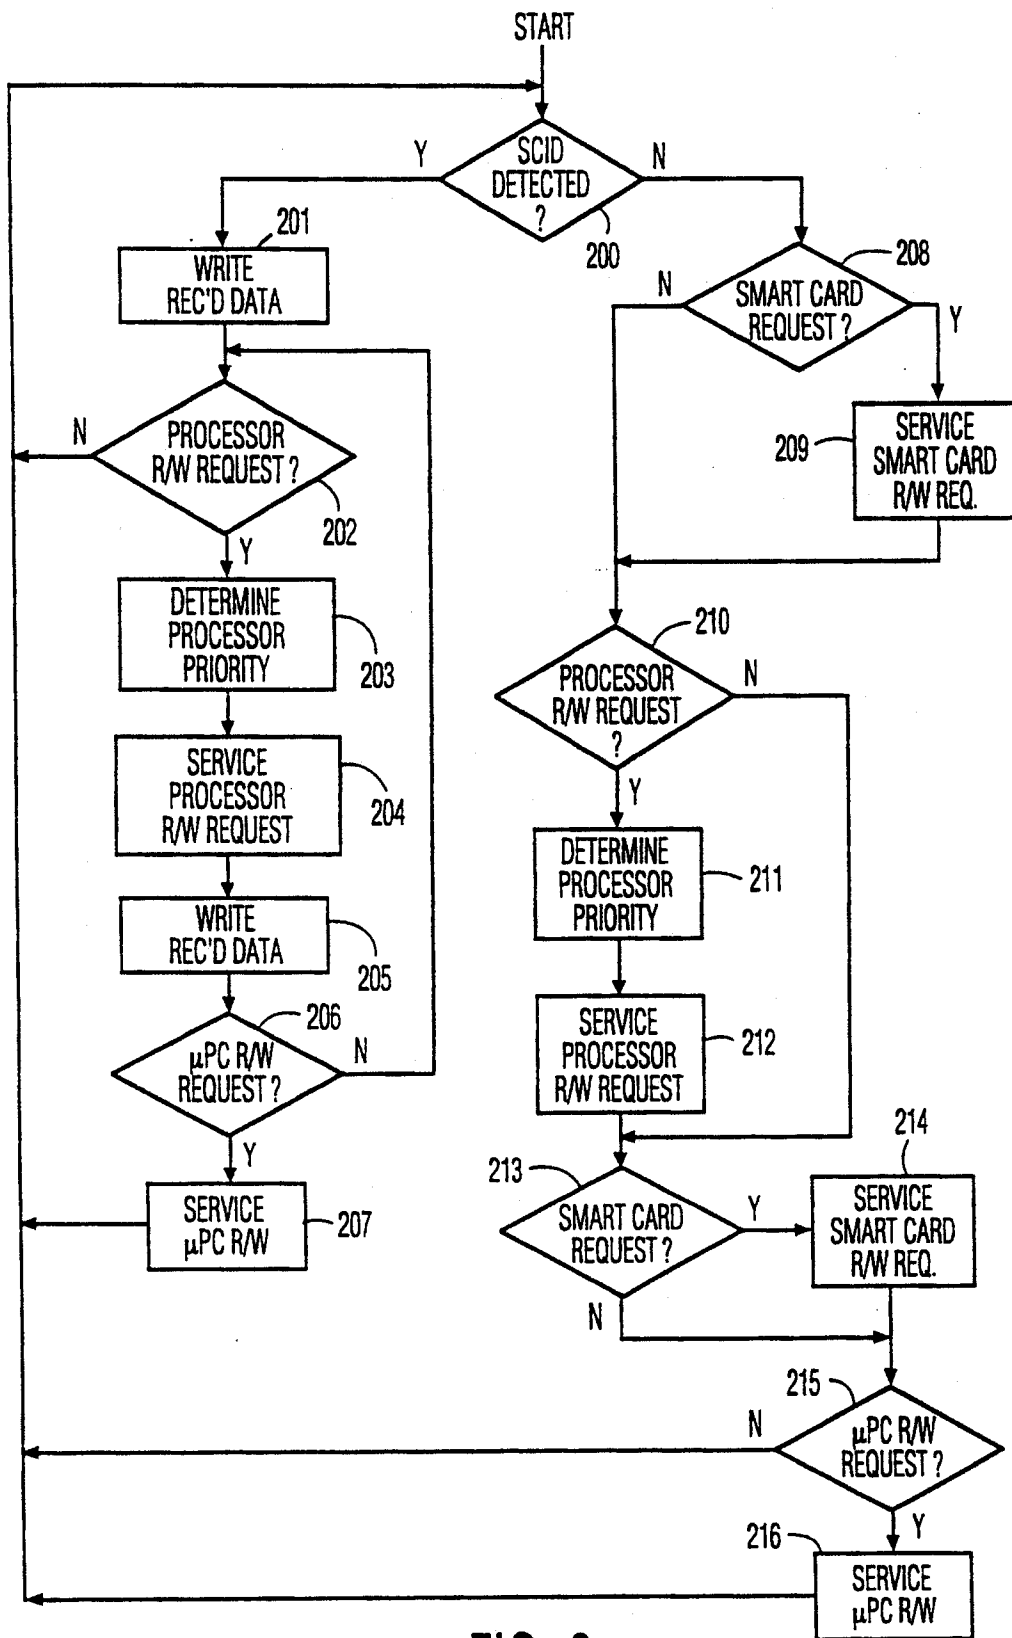 START
SCID
DETECTED
?
Y
N
200
201
WRITE
REC'D DATA
208
SMART CARD
REQUEST ?
N
Y
PROCESSOR
R/W REQUEST ?
N
202
Y
209
SERVICE
SMART CARD
R/W REQ.
DETERMINE
PROCESSOR
PRIORITY
203
210
PROCESSOR
R/W REQUEST
?
N
Y
SERVICE
PROCESSOR
R/W REQUEST
204
DETERMINE
PROCESSOR
PRIORITY
211
WRITE
REC'D DATA
205
206
μPC R/W
REQUEST ?
N
Y
SERVICE
PROCESSOR
R/W REQUEST
212
SERVICE
μPC R/W
207
213
SMART CARD
REQUEST ?
Y
N
214
SERVICE
SMART CARD
R/W REQ.
215
μPC R/W
REQUEST ?
N
Y
216
SERVICE
μPC R/W